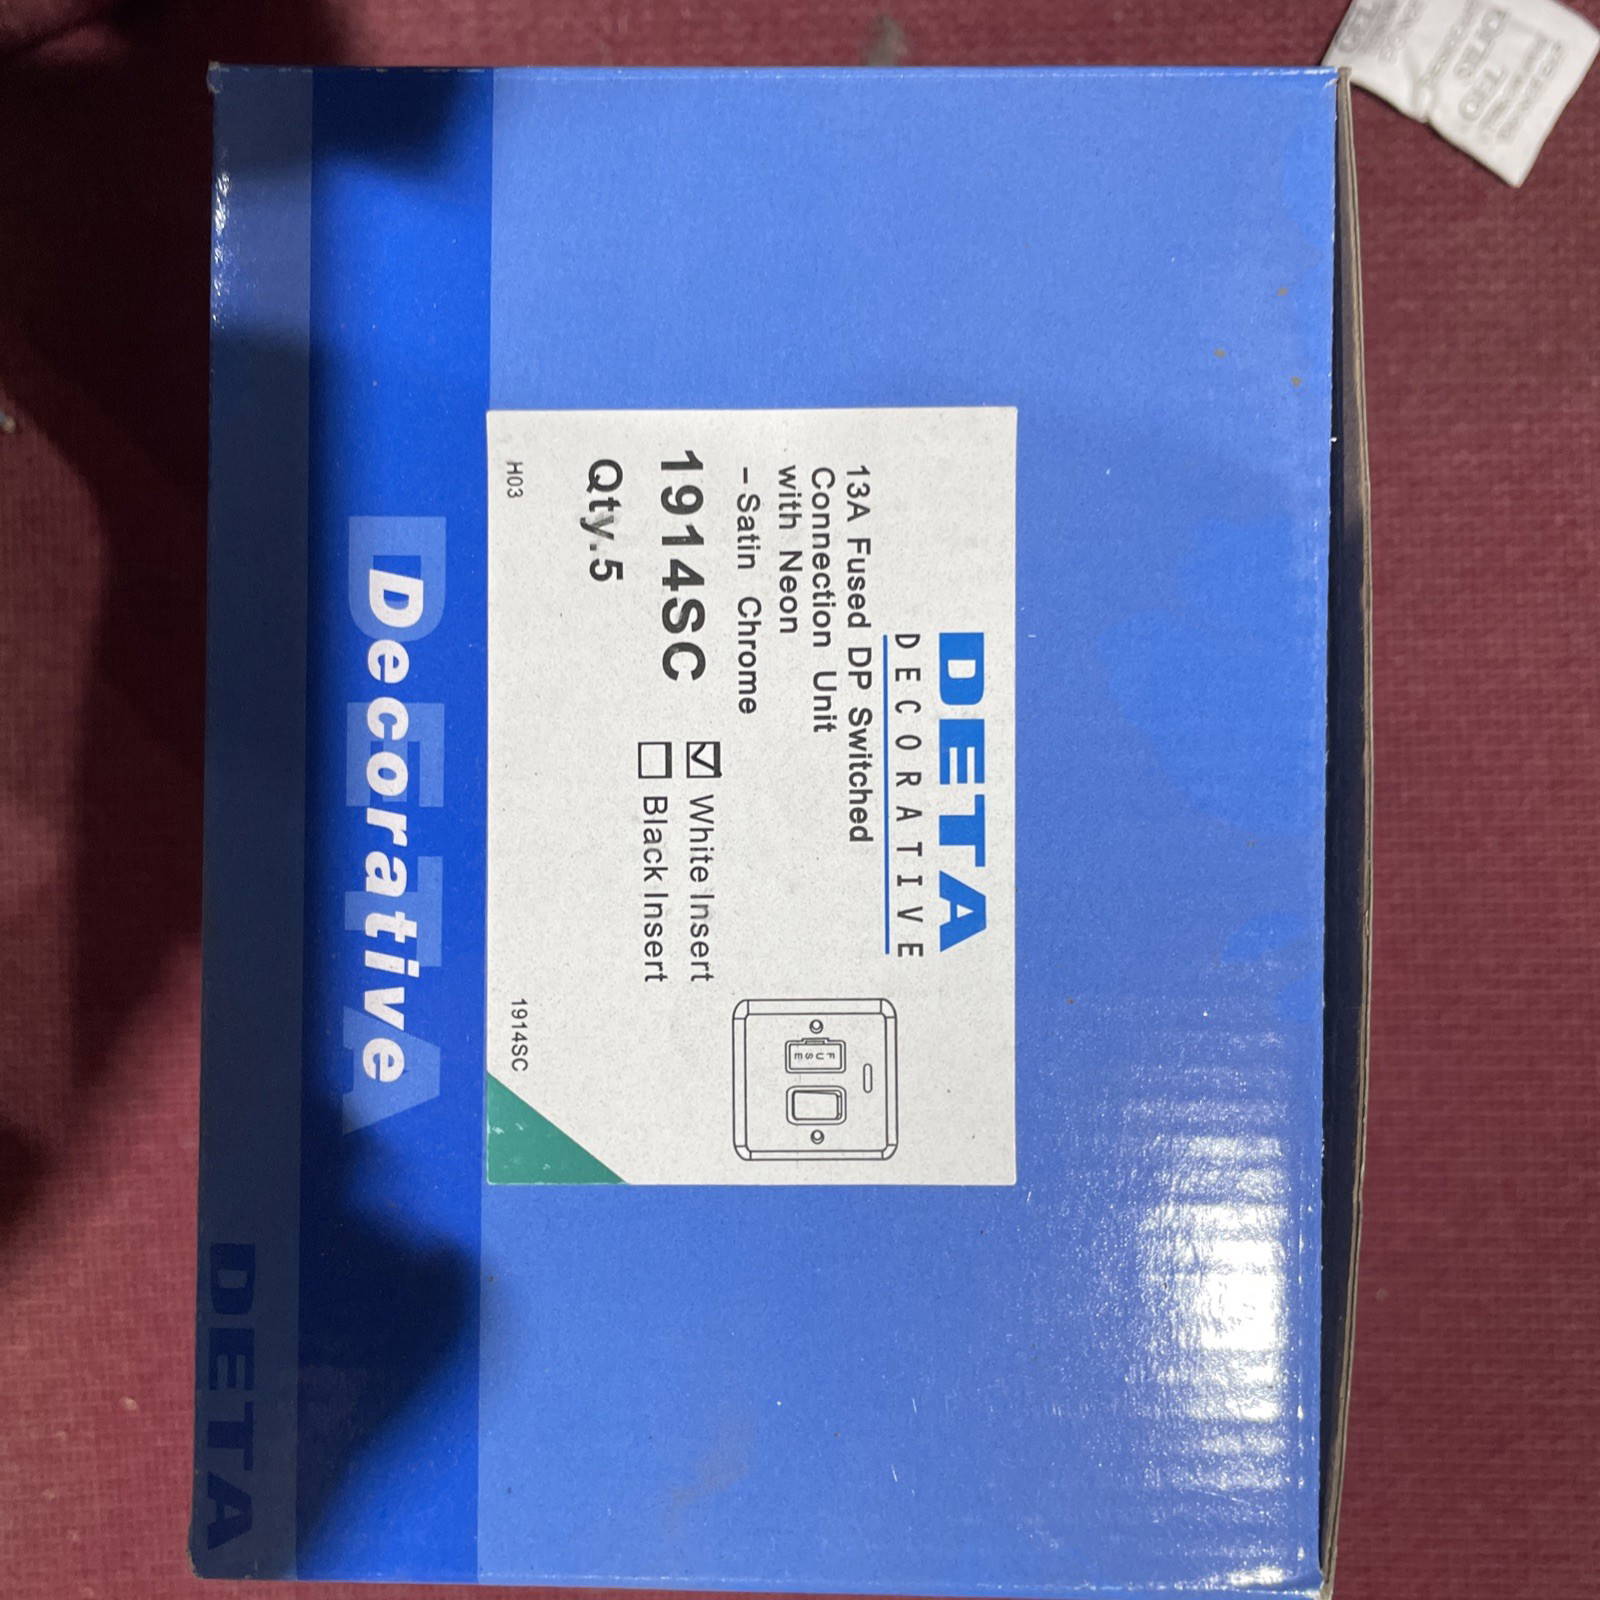 DETA
DECORATIVE
13A Fused DP Switched
Connection Unit
with Neon
- Satin Chrome
1914SC
☑ White Insert
☐ Black Insert
Qty.5
FUSE
H03
1914SC
DETA
Decorative
DETA